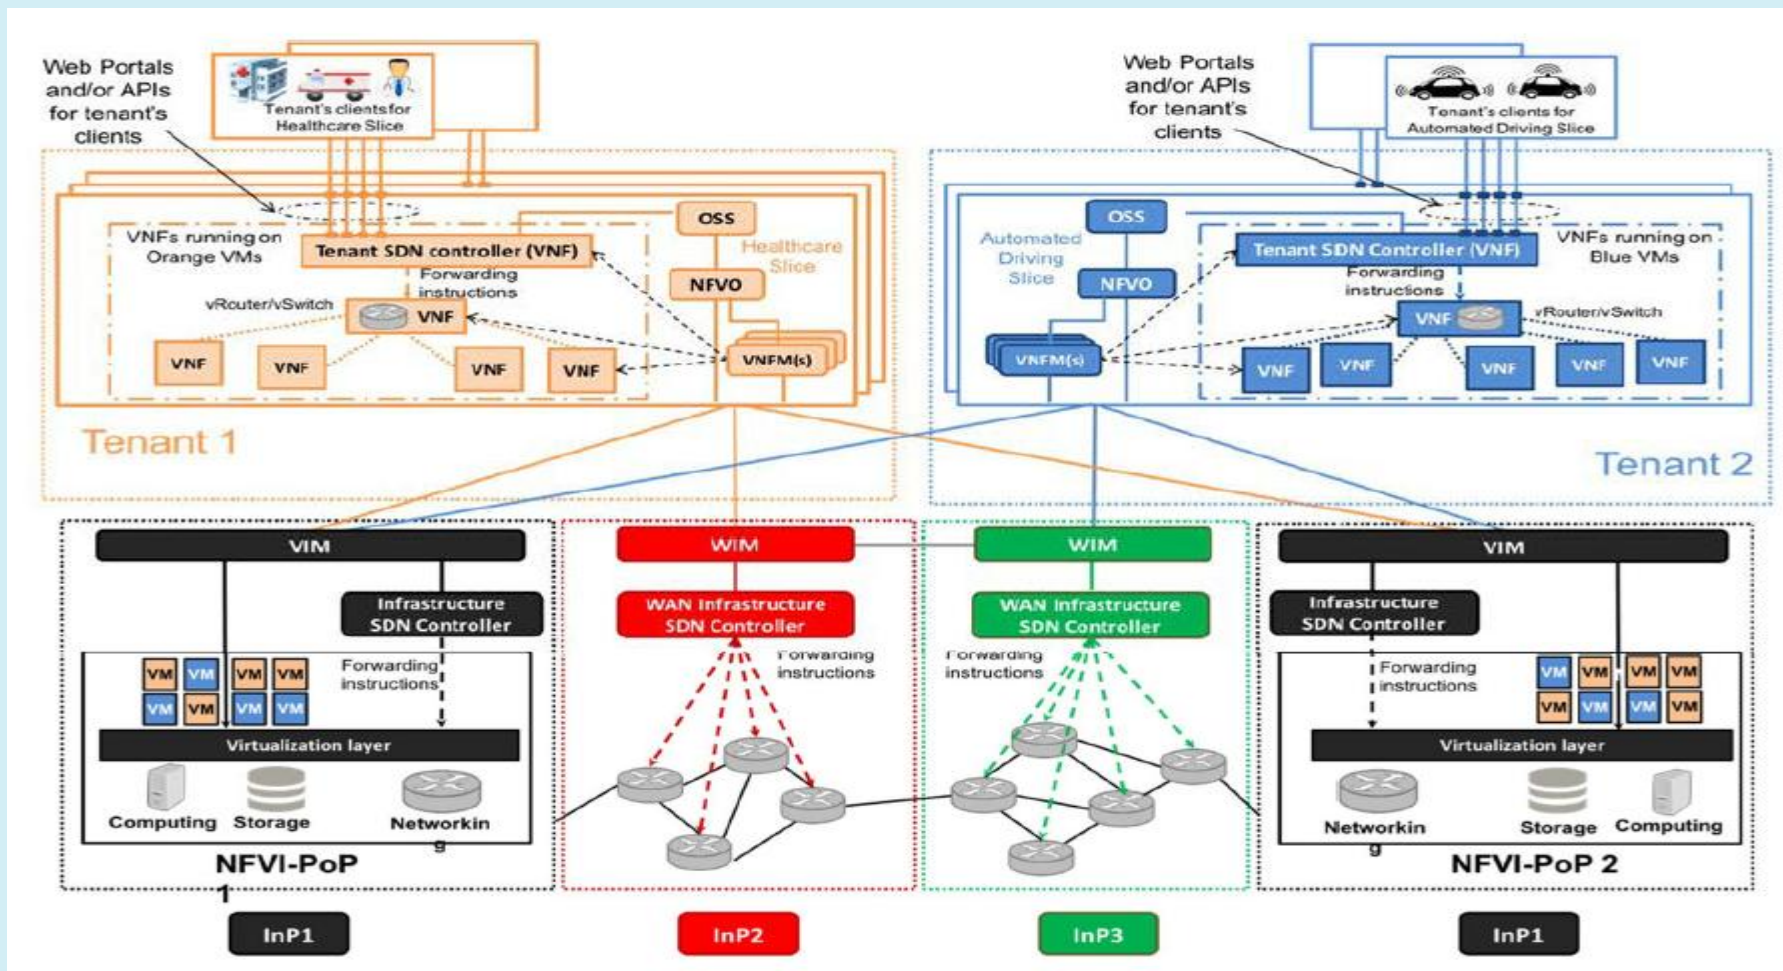 Web Portals
and/or APIs
for tenant's
clients
Tenant's clients for
Healthcare Slice
Web Portals
and/or APIs
for tenant's
clients
Tenant's clients for
Automated Driving Slice
VNFs running on
Orange VMs
Tenant SDN controller (VNF)
OSS
Healthcare
Slice
Forwarding
instructions
NFVO
vRouter/vSwitch
VNF
VNF
VNF
VNF
VNF
VNFM(s)
Tenant 1
OSS
Automated
Driving
Slice
Tenant SDN Controller (VNF)
VNFs running on
Blue VMs
NFVO
Forwarding
instructions
VNF
vRouter/vSwitch
VNFM(s)
VNF
VNF
VNF
VNF
VNF
Tenant 2
VIM
Infrastructure
SDN Controller
VM VM VM VM
VM VM VM VM
Forwarding
instructions
Virtualization layer
Computing
Storage
Networkin
g
NFVI-PoP
1
WIM
WAN Infrastructure
SDN Controller
Forwarding
instructions
WIM
WAN Infrastructure
SDN Controller
Forwarding
instructions
VIM
Infrastructure
SDN Controller
Forwarding
instructions
VM VM VM VM
VM VM VM VM
Virtualization layer
Networkin
g
Storage
Computing
NFVI-PoP 2
InP1
InP2
InP3
InP1